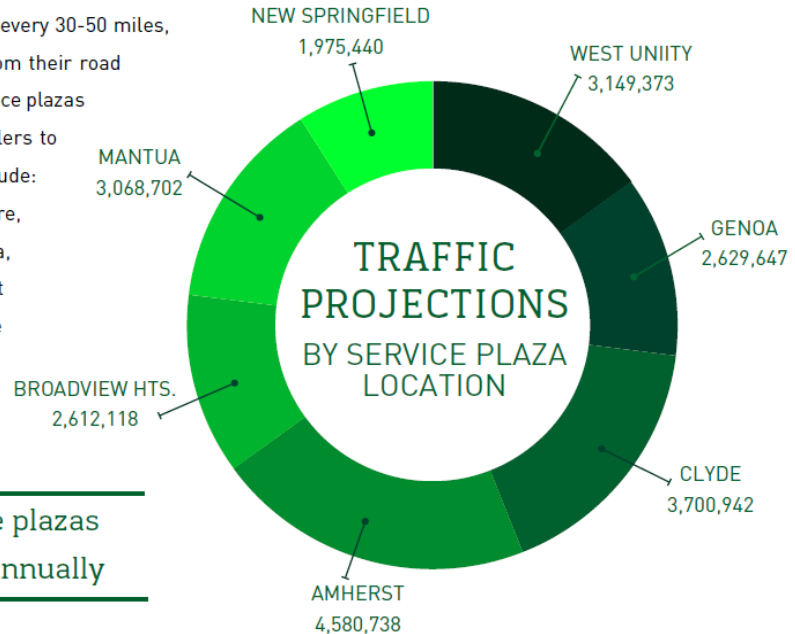 every 30-50 miles,
om their road
ce plazas
lers to
ude:
re,
a,
t
e
plazas
nnually
NEW SPRINGFIELD
1,975,440
WEST UNIITY
3,149,373
GENOA
2,629,647
CLYDE
3,700,942
AMHERST
4,580,738
BROADVIEW HTS.
2,612,118
MANTUA
3,068,702
TRAFFIC
PROJECTIONS
BY SERVICE PLAZA
LOCATION